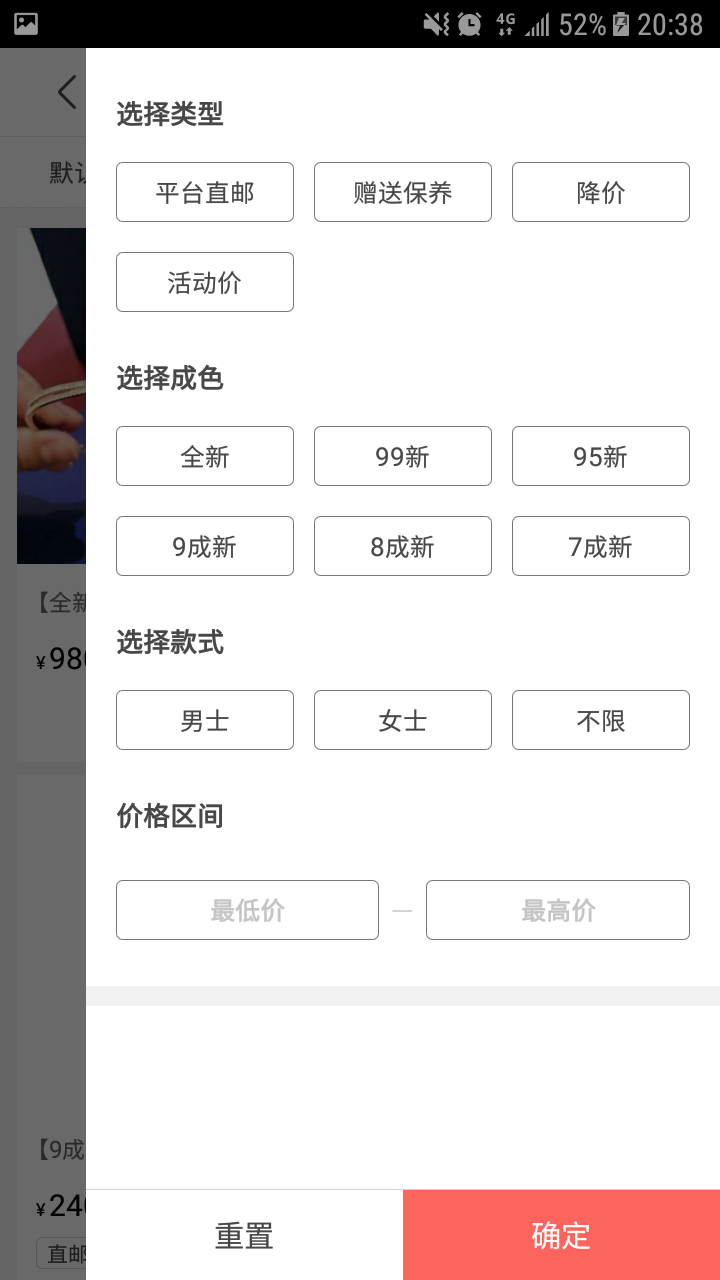 4G 52% 20:38
选择类型
平台直邮 赠送保养 降价
活动价
选择成色
全新 99新 95新
9成新 8成新 7成新
选择款式
男士 女士 不限
价格区间
最低价 — 最高价
重置 确定
默认
【全新
¥980
【9成
¥240
直邮